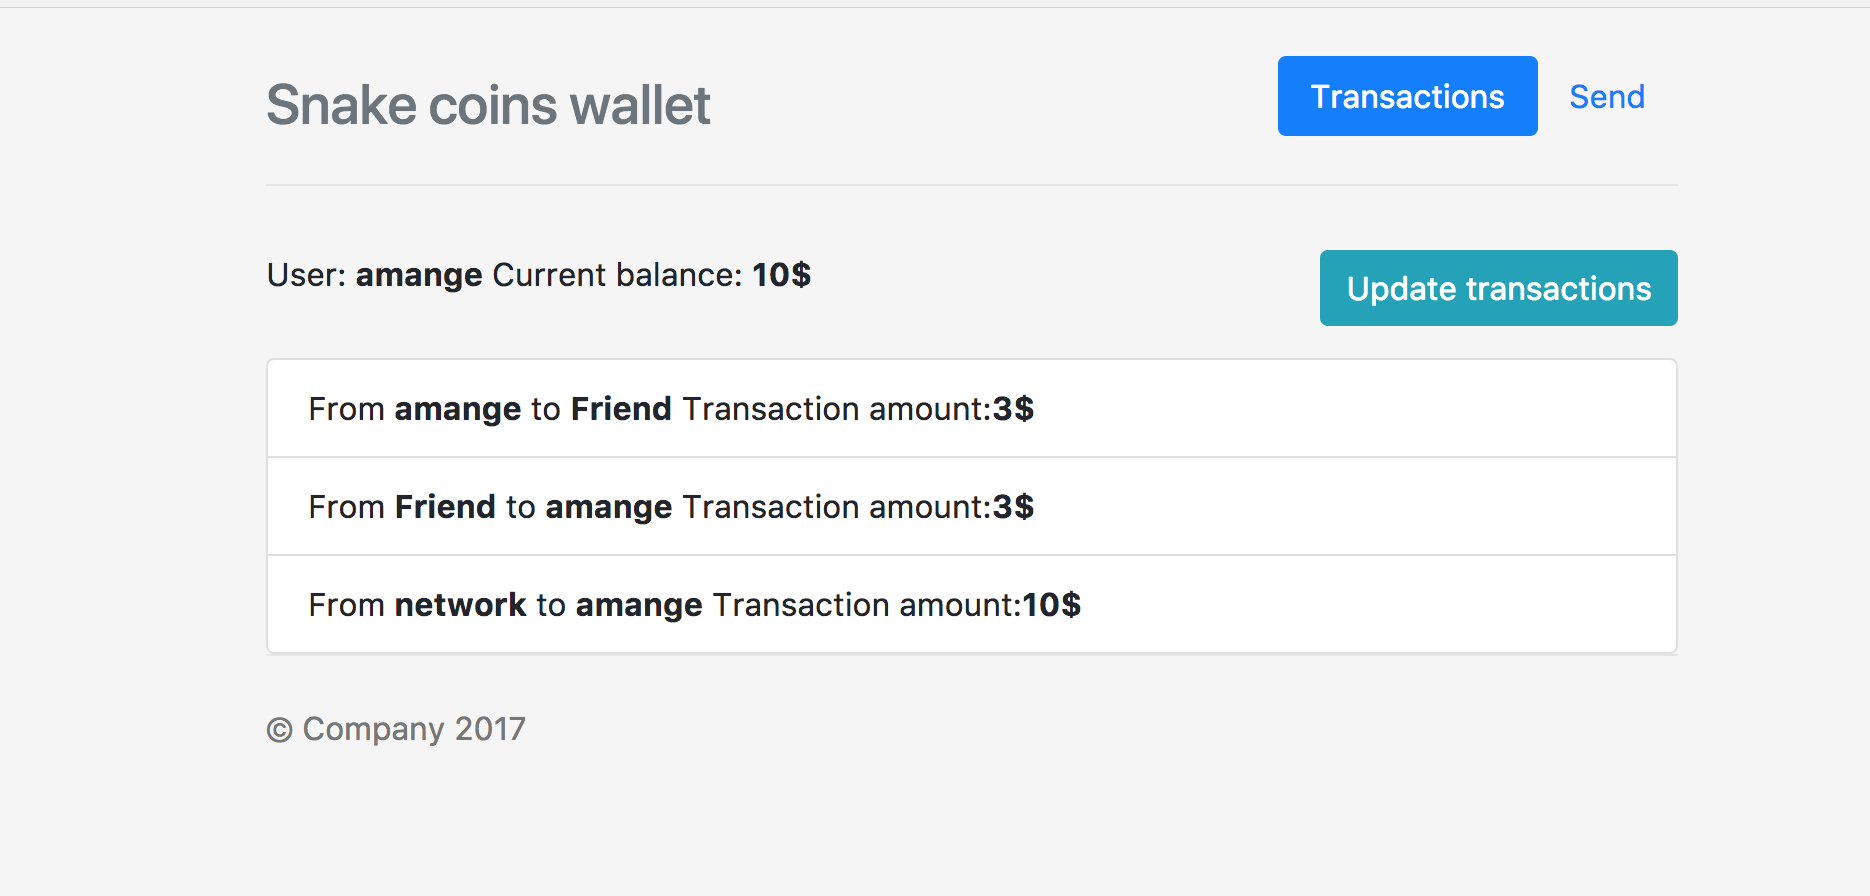 Snake coins wallet
Transactions
Send
User: amange Current balance: 10$
Update transactions
From amange to Friend Transaction amount:3$
From Friend to amange Transaction amount:3$
From network to amange Transaction amount:10$
© Company 2017